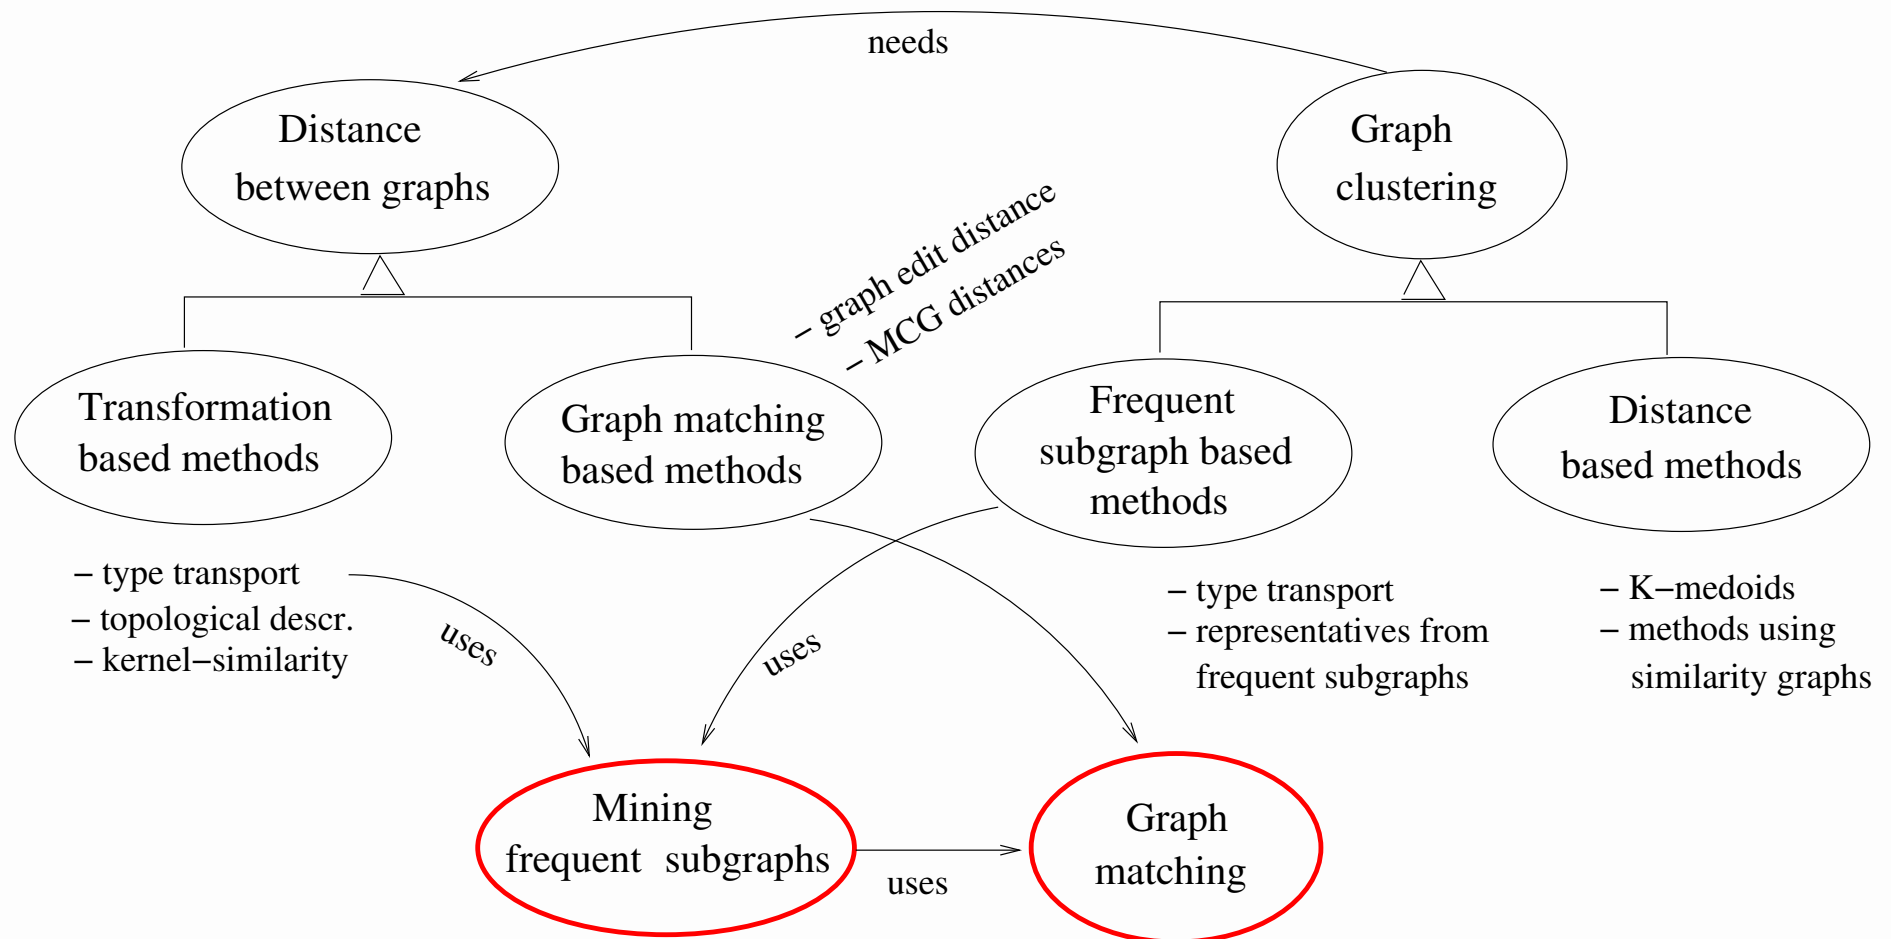 needs
Distance
between graphs
Graph
clustering
– graph edit distance
– MCG distances
Transformation
based methods
Graph matching
based methods
Frequent
subgraph based
methods
Distance
based methods
– type transport
– topological descr.
– kernel–similarity
uses
uses
– type transport
– representatives from
frequent subgraphs
– K–medoids
– methods using
similarity graphs
Mining
frequent subgraphs
uses
Graph
matching